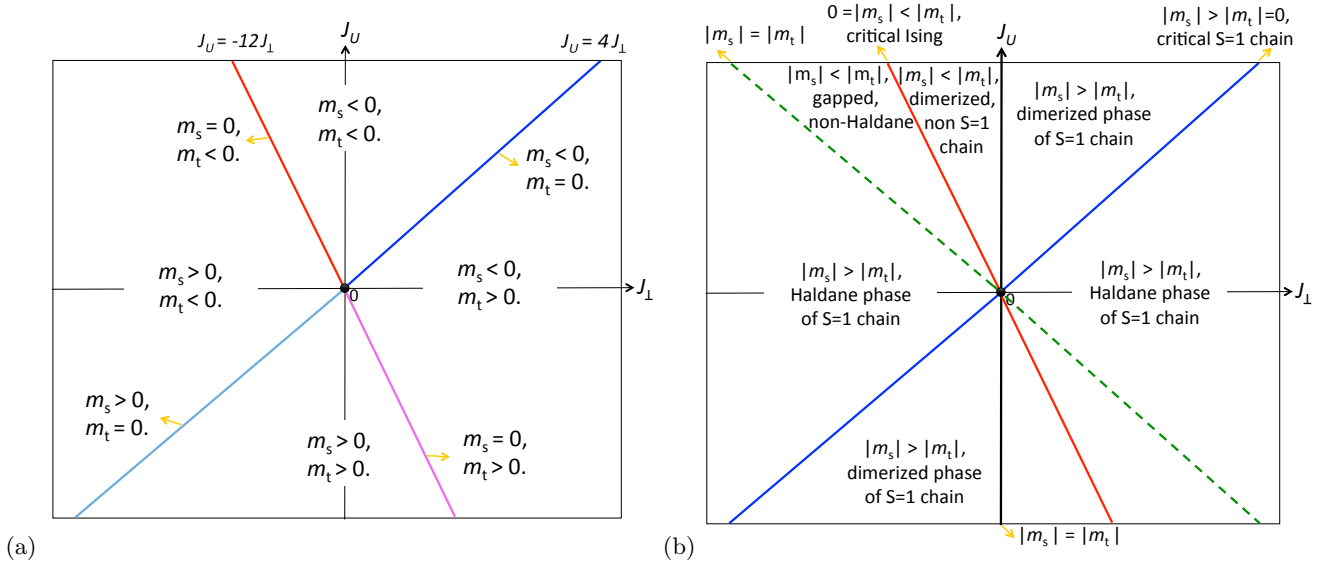 J_U = -12J_⊥
J_U
J_U = 4J_⊥
m_s < 0,
m_t < 0.
m_s = 0,
m_t < 0.
m_s < 0,
m_t = 0.
m_s > 0,
m_t < 0.
m_s < 0,
m_t > 0.
0
J_⊥
m_s > 0,
m_t = 0.
m_s > 0,
m_t > 0.
m_s = 0,
m_t > 0.
(a)
|m_s| = |m_t|
0 =|m_s| < |m_t|,
critical Ising
J_U
|m_s| > |m_t|=0,
critical S=1 chain
|m_s| < |m_t|,
gapped,
non-Haldane
|m_s| < |m_t|,
dimerized,
non S=1
chain
|m_s| > |m_t|,
dimerized phase
of S=1 chain
|m_s| > |m_t|,
Haldane phase
of S=1 chain
0
|m_s| > |m_t|,
Haldane phase
of S=1 chain
J_⊥
|m_s| > |m_t|,
dimerized phase
of S=1 chain
|m_s| = |m_t|
(b)